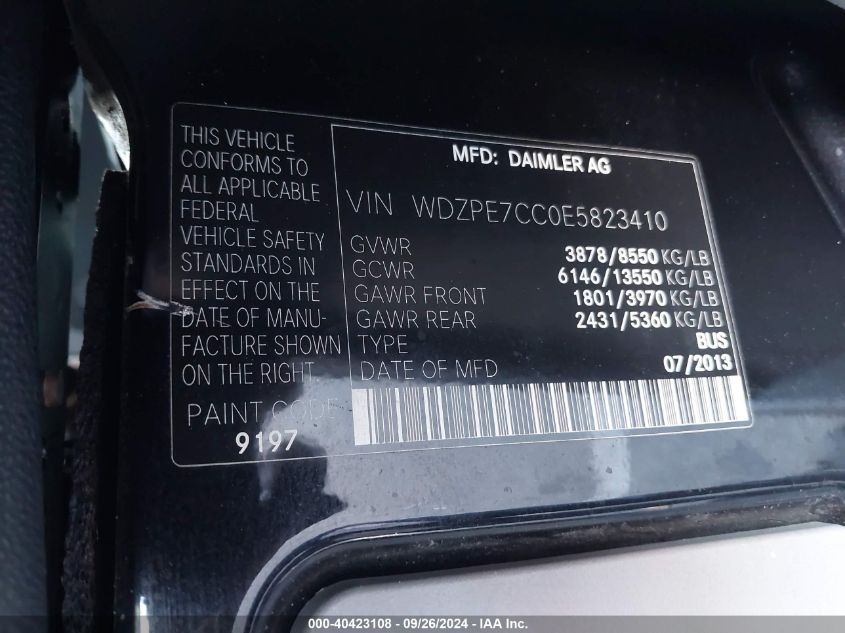 THIS VEHICLE
CONFORMS TO
ALL APPLICABLE
FEDERAL
VEHICLE SAFETY
STANDARDS IN
EFFECT ON THE
DATE OF MANU-
FACTURE SHOWN
ON THE RIGHT.
PAINT CODE
9197
MFD: DAIMLER AG
VIN WDZPE7CC0E5823410
GVWR 3878/8550 KG/LB
GCWR 6146/13550 KG/LB
GAWR FRONT 1801/3970 KG/LB
GAWR REAR 2431/5360 KG/LB
TYPE BUS
DATE OF MFD 07/2013
000-40423108 - 09/26/2024 - IAA Inc.